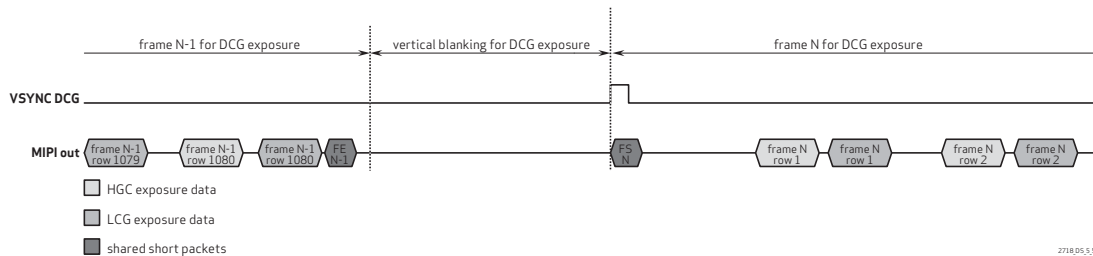 frame N-1 for DCG exposure
vertical blanking for DCG exposure
frame N for DCG exposure
VSYNC DCG
MIPI out
frame N-1
row 1079
frame N-1
row 1080
frame N-1
row 1080
FE
N-1
FS
N
frame N
row 1
frame N
row 1
frame N
row 2
frame N
row 2
HGC exposure data
LCG exposure data
shared short packets